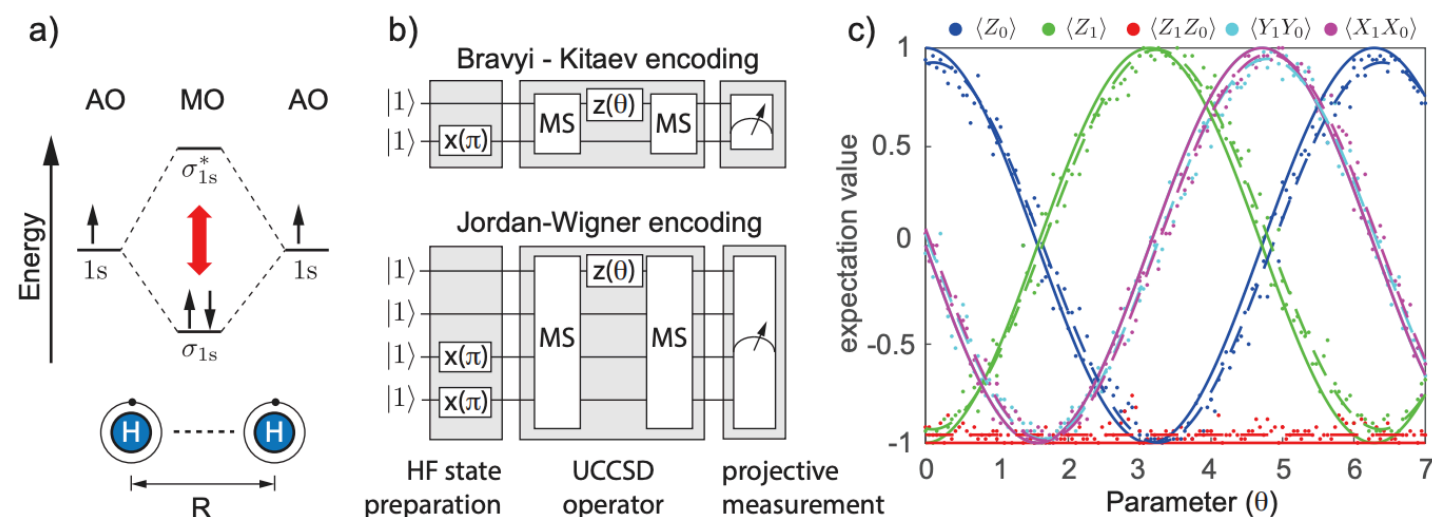 a)
AO MO AO
Energy
σ*1s
1s
1s
σ1s
H
H
R
b)
Bravyi - Kitaev encoding
|1⟩
|1⟩
x(π)
MS
z(θ)
MS
Jordan-Wigner encoding
|1⟩
|1⟩
|1⟩
|1⟩
x(π)
x(π)
MS
z(θ)
MS
HF state
preparation
UCCSD
operator
projective
measurement
c)
⟨Z0⟩ ⟨Z1⟩ ⟨Z1Z0⟩ ⟨Y1Y0⟩ ⟨X1X0⟩
expectation value
1
0.5
0
-0.5
-1
0 1 2 3 4 5 6 7
Parameter (θ)